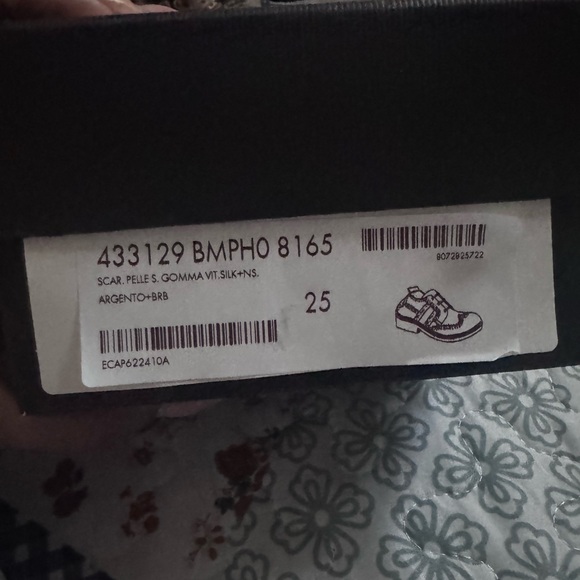 433129 BMPH0 8165
SCAR. PELLE S. GOMMA VIT.SILK+NS.
ARGENTO+BRB
25
ECAP622410A
8072925722